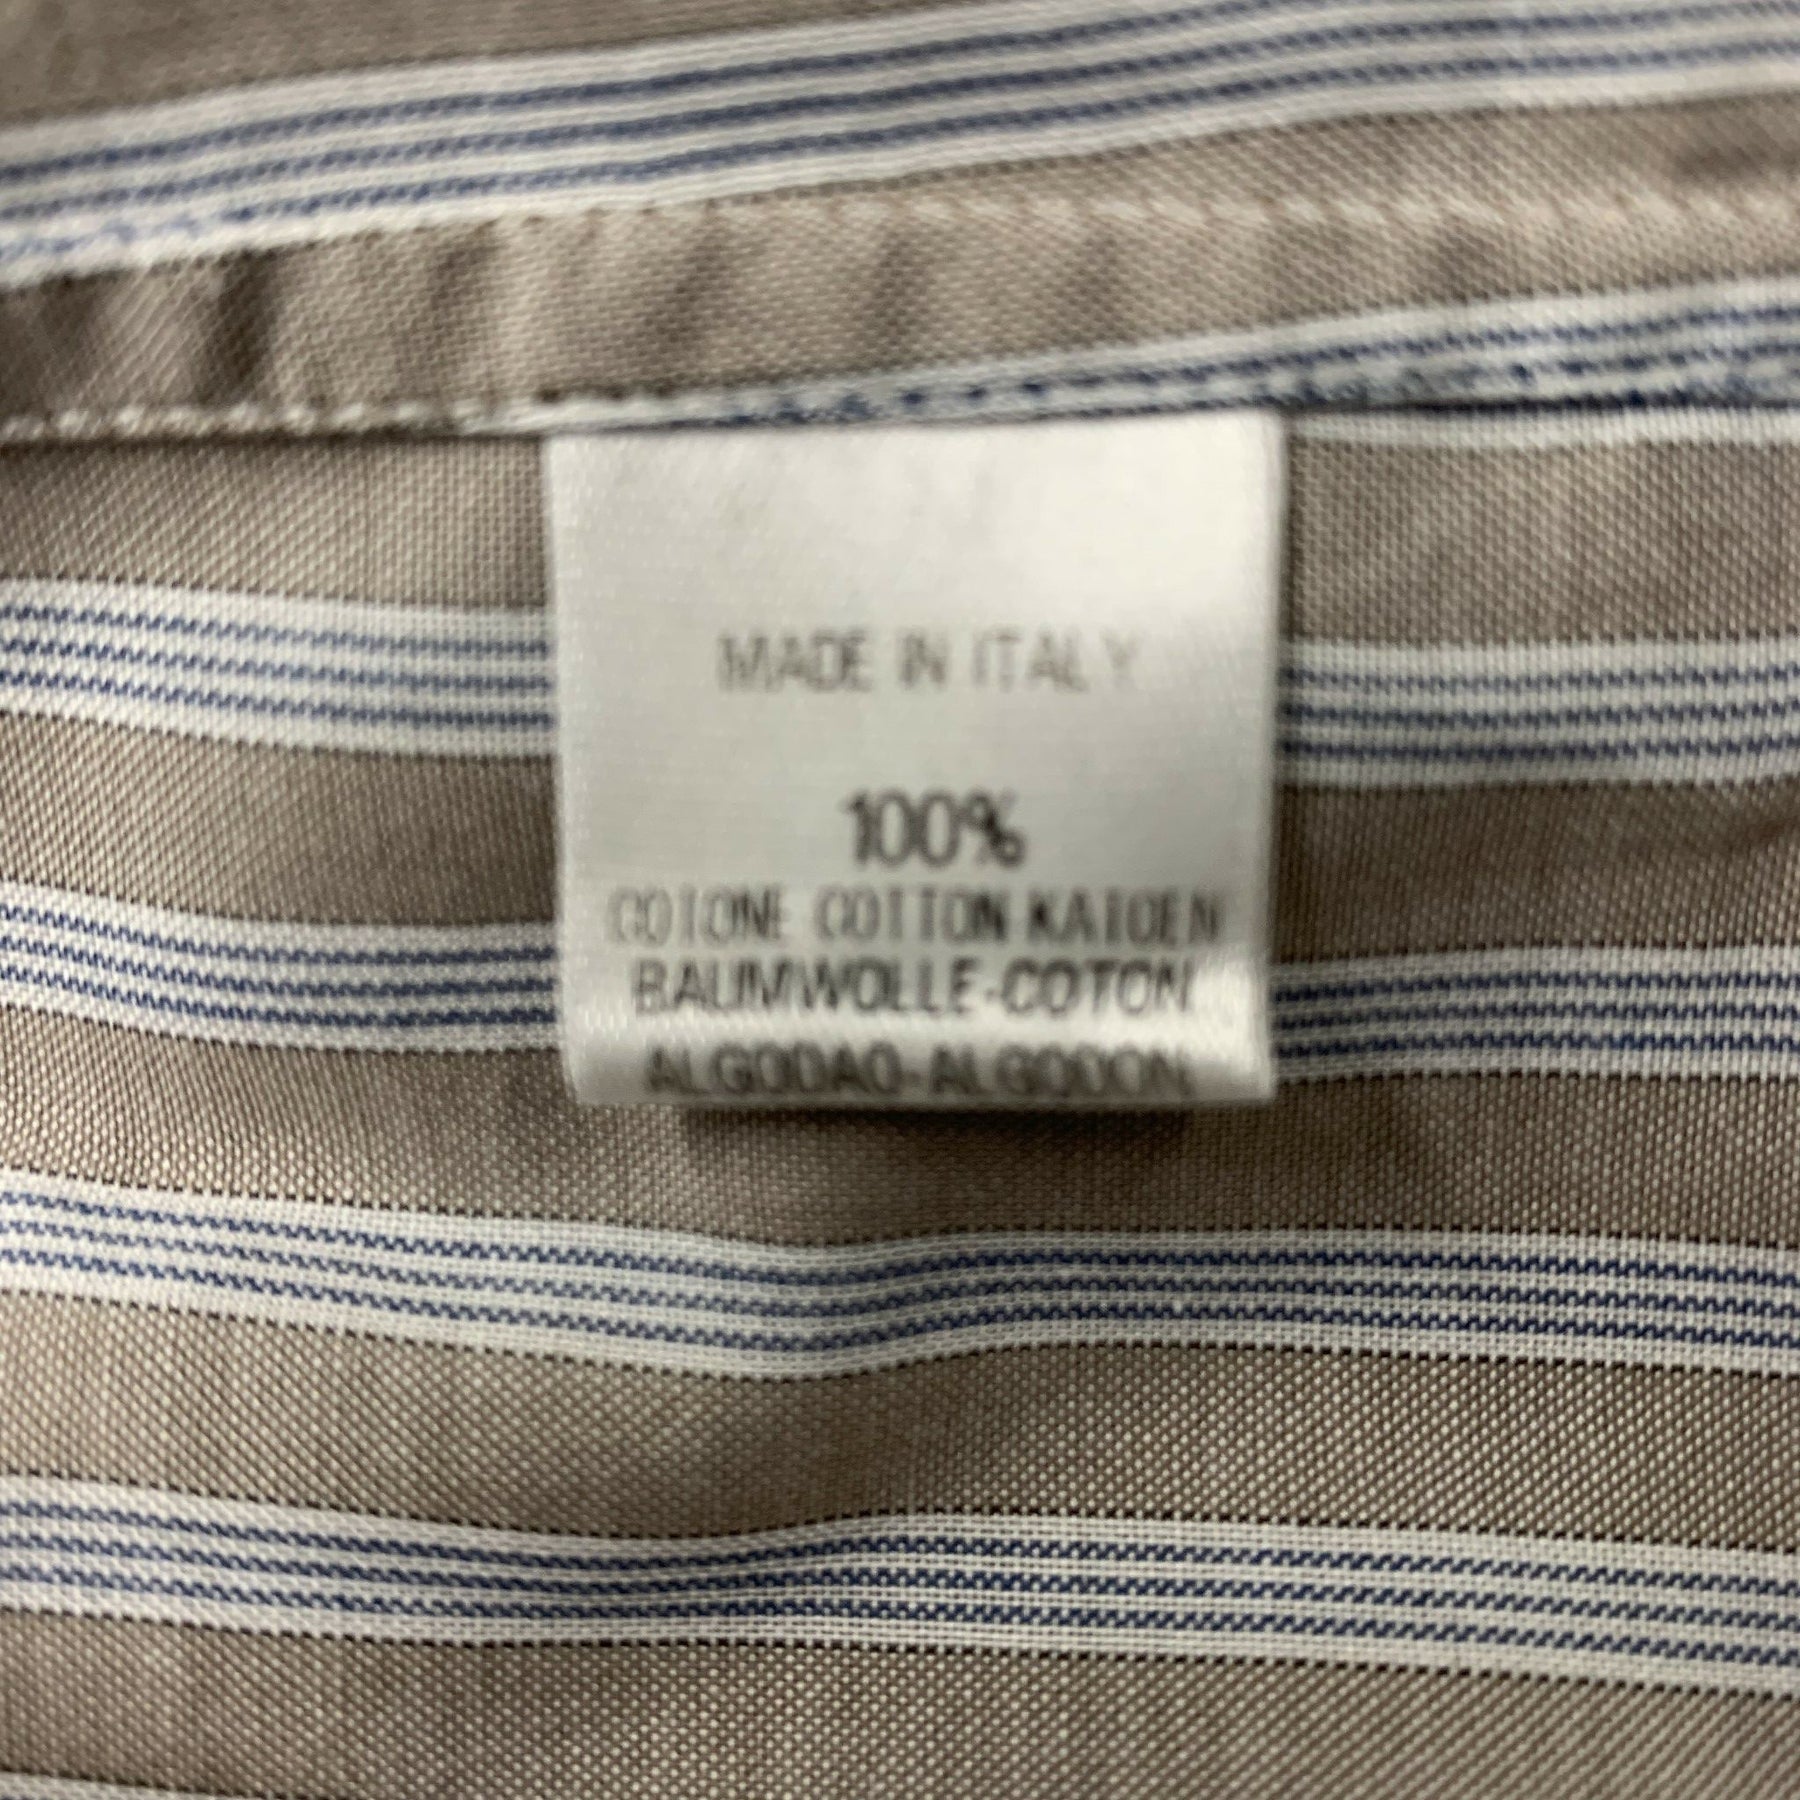 MADE IN ITALY
100%
COTONE COTTON KATOEN
BAUMWOLLE-COTON
ALGODAO-ALGODON